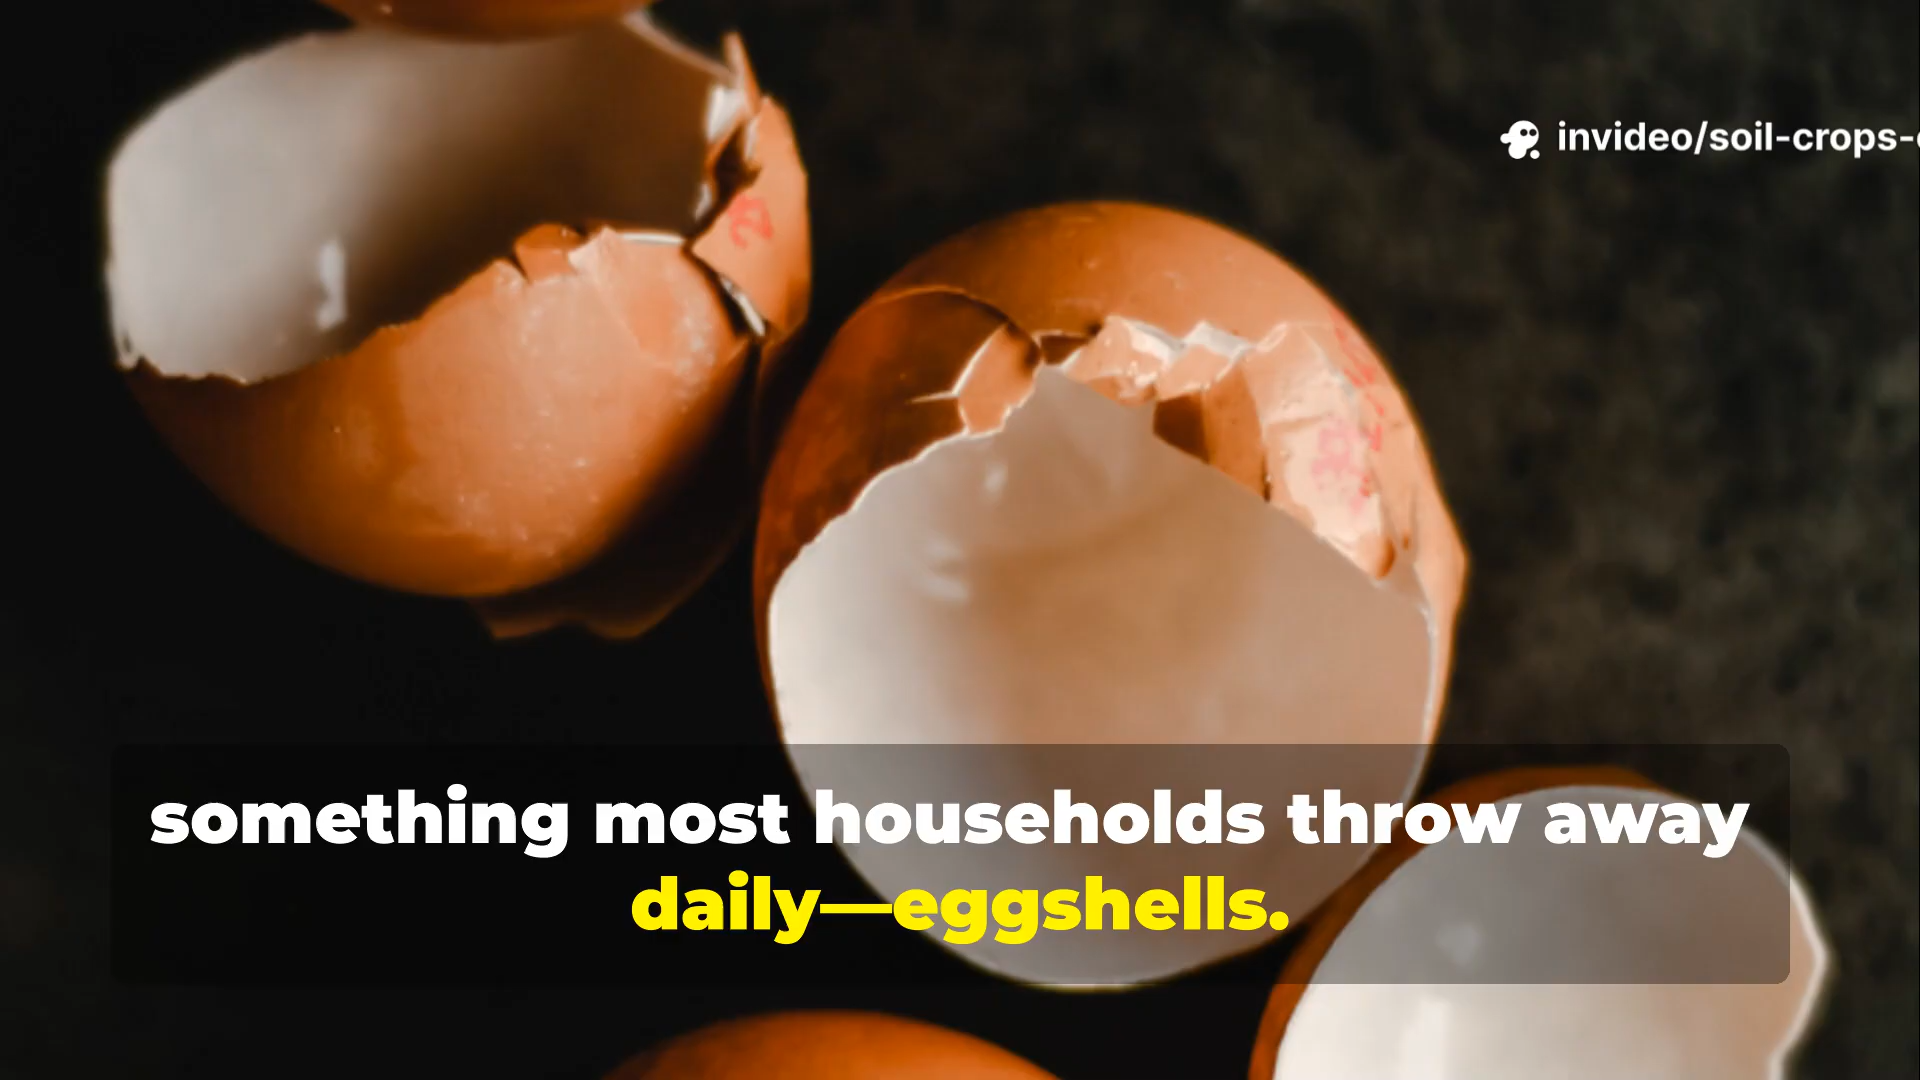 invideo/soil-crops-
something most households throw away
daily—eggshells.